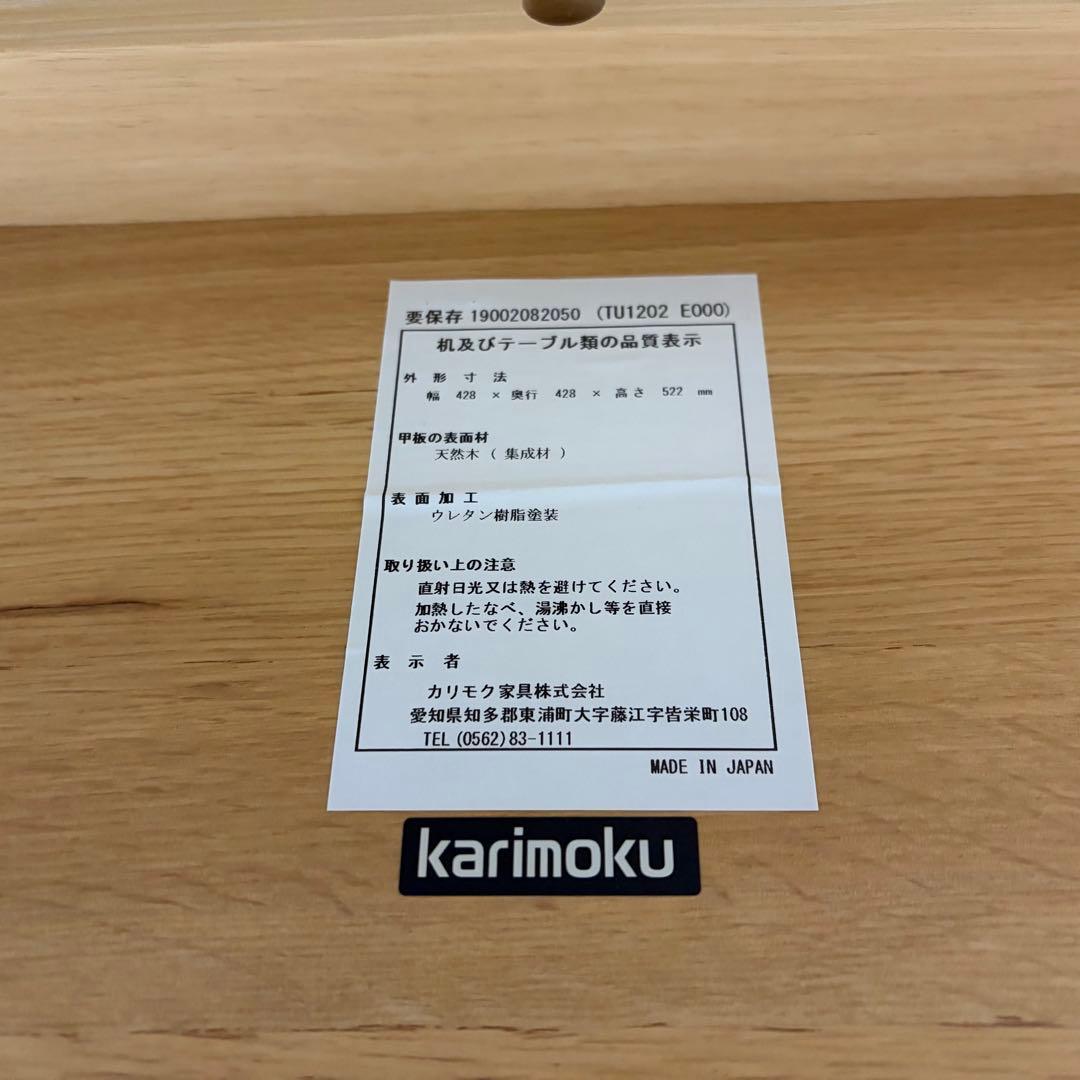 要保存 19002082050 (TU1202 E000)
机及びテーブル類の品質表示
外形寸法
幅 428 × 奥行 428 × 高さ 522 mm
甲板の表面材
天然木 ( 集成材 )
表面加工
ウレタン樹脂塗装
取り扱い上の注意
直射日光又は熱を避けてください。
加熱したなべ、湯沸かし等を直接
おかないでください。
表示者
カリモク家具株式会社
愛知県知多郡東浦町大字藤江字皆栄町108
TEL (0562)83-1111
MADE IN JAPAN
karimoku